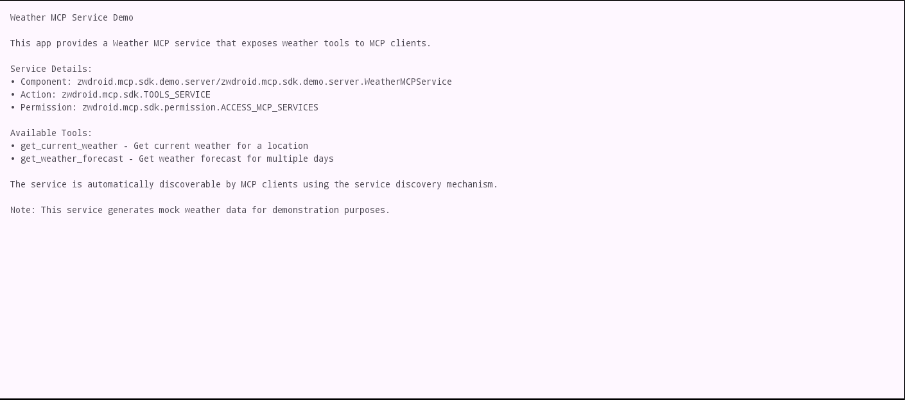 Weather MCP Service Demo
This app provides a Weather MCP service that exposes weather tools to MCP clients.
Service Details:
• Component: zwdroid.mcp.sdk.demo.server/zwdroid.mcp.sdk.demo.server.WeatherMCPService
• Action: zwdroid.mcp.sdk.TOOLS_SERVICE
• Permission: zwdroid.mcp.sdk.permission.ACCESS_MCP_SERVICES
Available Tools:
• get_current_weather - Get current weather for a location
• get_weather_forecast - Get weather forecast for multiple days
The service is automatically discoverable by MCP clients using the service discovery mechanism.
Note: This service generates mock weather data for demonstration purposes.